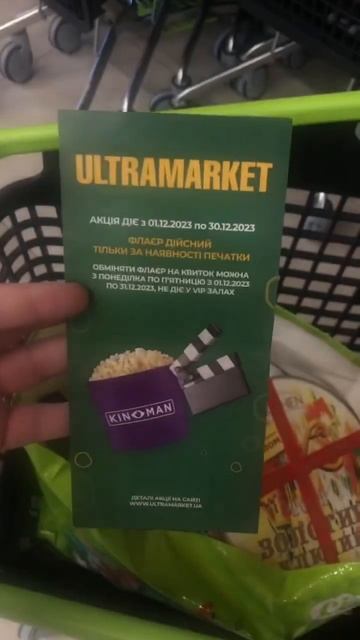 ULTRAMARKET
АКЦІЯ ДІЄ з 01.12.2023 по 30.12.2023
ФЛАЄР ДІЙСНИЙ
ТІЛЬКИ ЗА НАЯВНОСТІ ПЕЧАТКИ
ОБМІНЯТИ ФЛАЄР НА КВИТОК МОЖНА
З ПОНЕДІЛКА ПО П'ЯТНИЦЮ З 01.12.2023
ПО 31.12.2023, НЕ ДІЄ У VIP ЗАЛАХ
KINOMAN
ДЕТАЛІ АКЦІЇ НА САЙТІ
WWW.ULTRAMARKET.UA